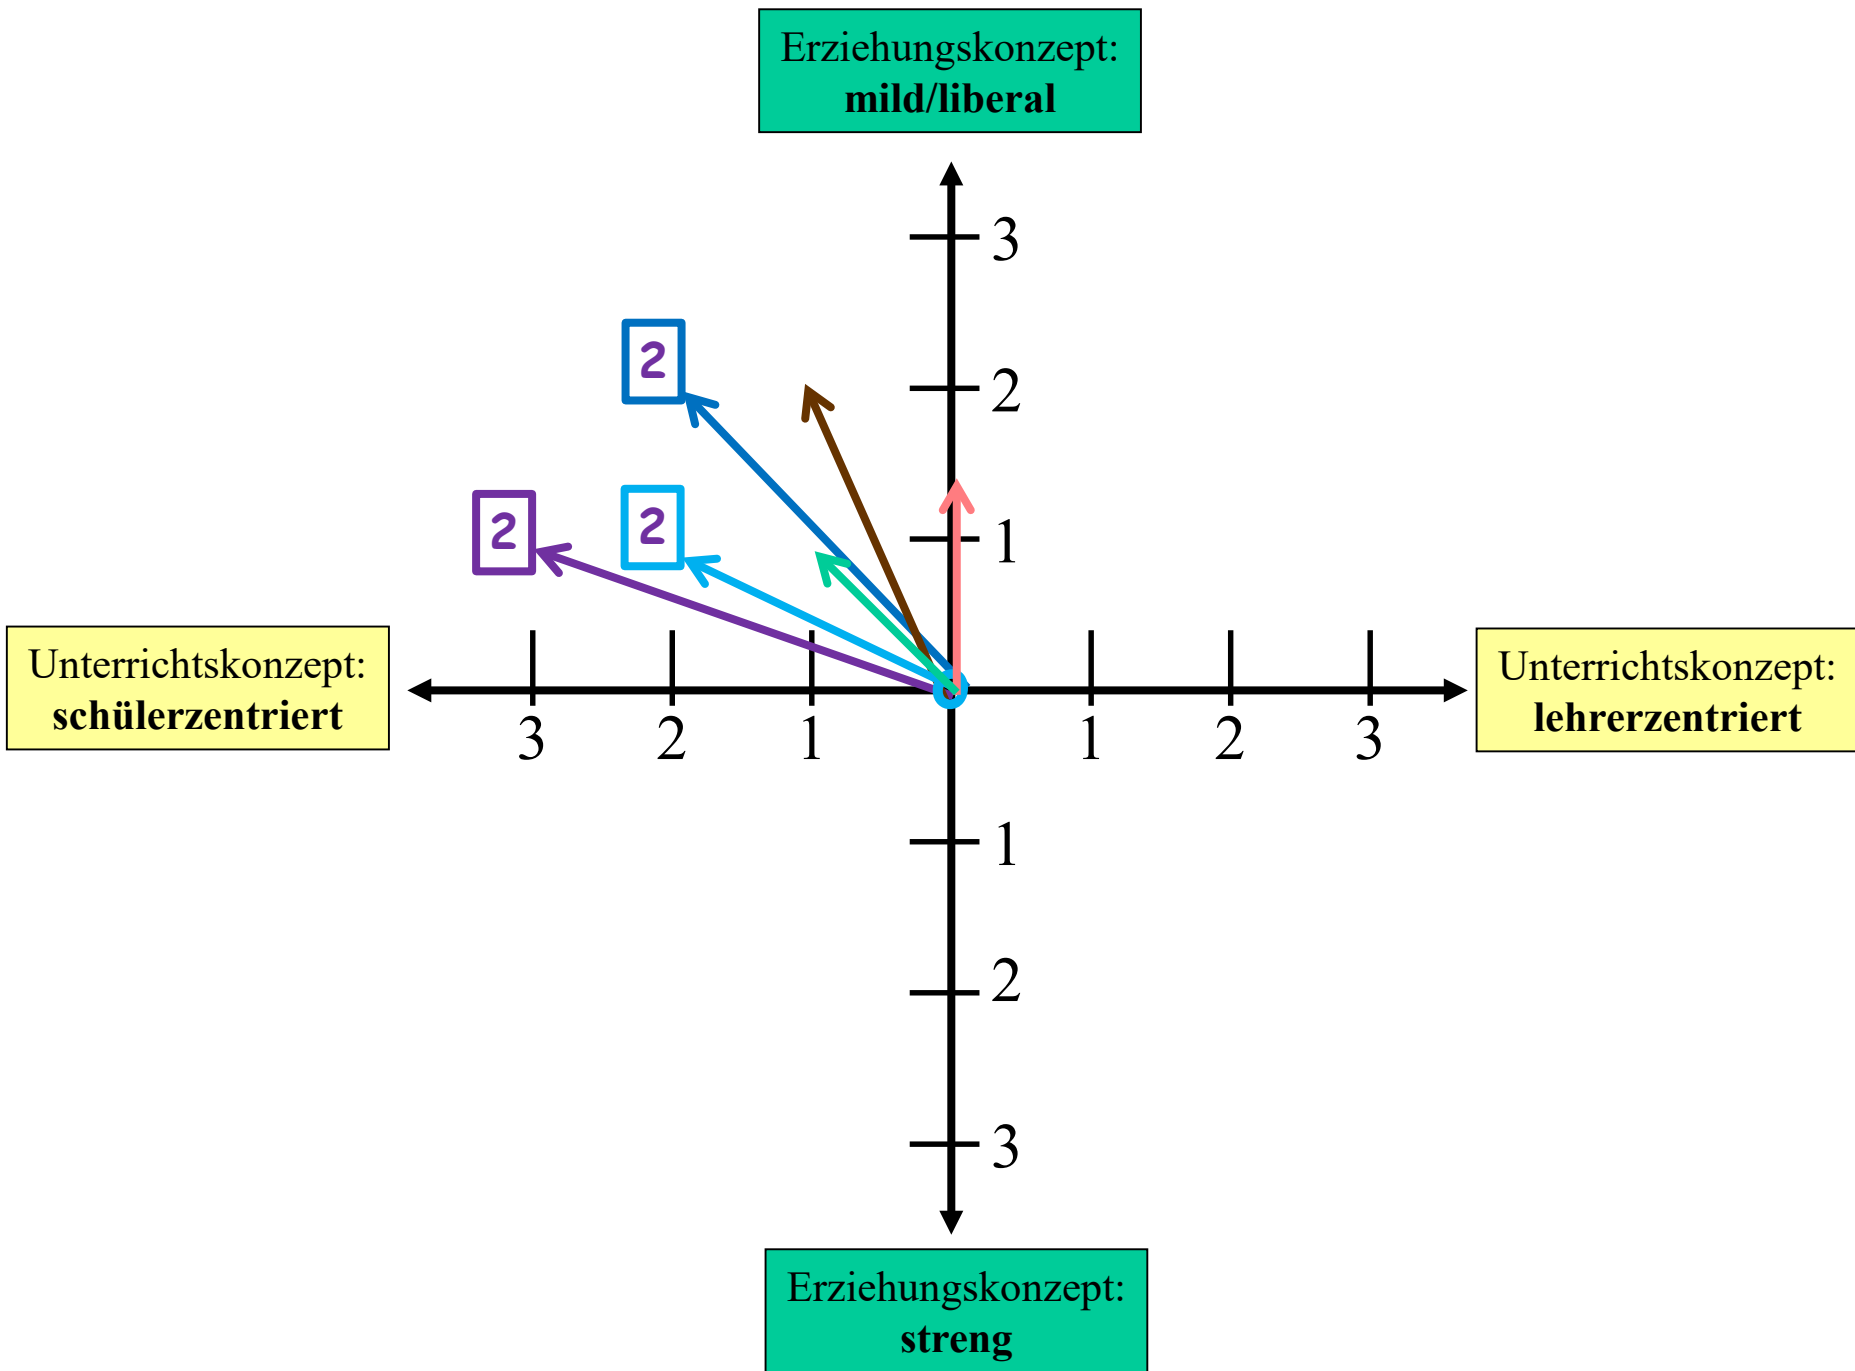 Erziehungskonzept:
mild/liberal
3
2
2
1
2
2
Unterrichtskonzept:
schülerzentriert
Unterrichtskonzept:
lehrerzentriert
3 2 1 1 2 3
1
2
3
Erziehungskonzept:
streng